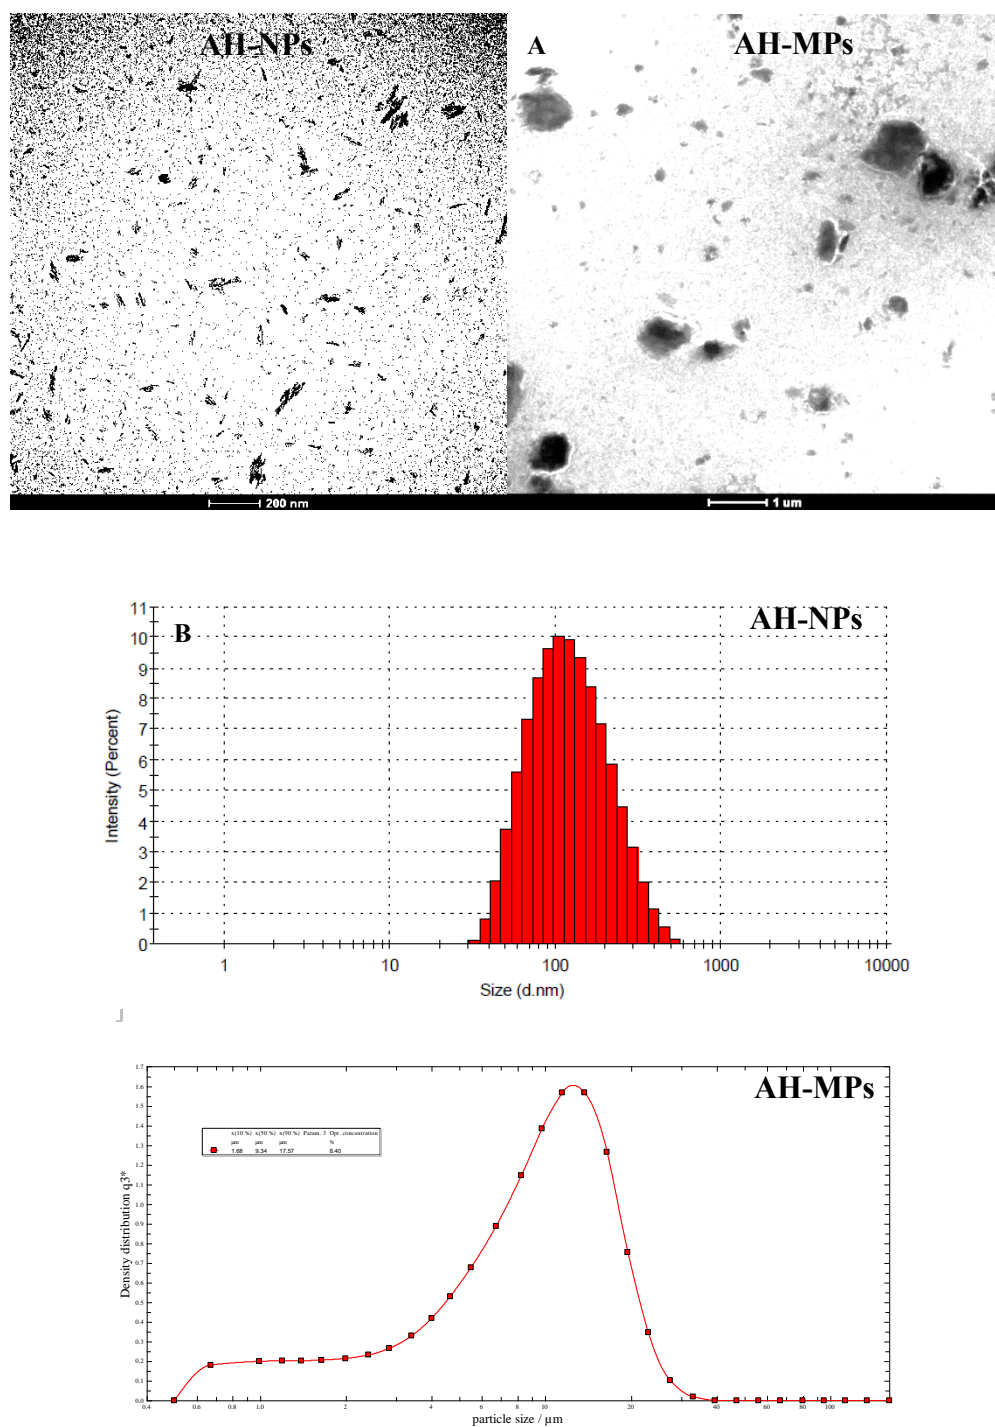 AH-NPs
A
AH-MPs
200 nm
1 um
B
AH-NPs
11
10
9
8
7
6
5
4
3
2
1
0
Intensity (Percent)
1 10 100 1000 10000
Size (d.nm)
AH-MPs
1.7
1.6
1.5
1.4
1.3
1.2
1.1
1.0
0.9
0.8
0.7
0.6
0.5
0.4
0.3
0.2
0.1
0.0
Density distribution q3*
x(10 %) x(50 %) x(90 %) Param. 3 Opt. concentration
µm µm µm %
1.68 9.34 17.57 8.40
0.4 0.6 0.8 1.0 2 4 6 8 10 20 40 60 80 100
particle size / µm